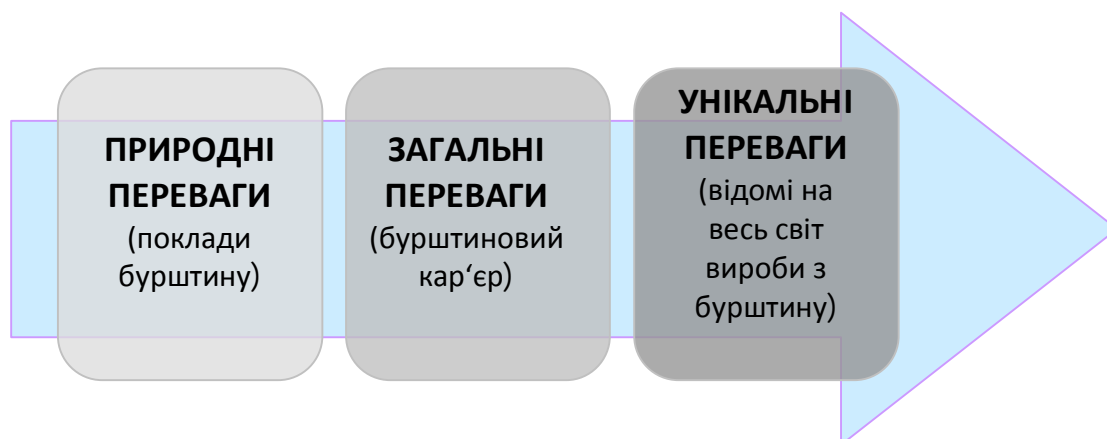 ПРИРОДНІ
ПЕРЕВАГИ
(поклади
бурштину)
ЗАГАЛЬНІ
ПЕРЕВАГИ
(бурштиновий
кар‘єр)
УНІКАЛЬНІ
ПЕРЕВАГИ
(відомі на
весь світ
вироби з
бурштину)